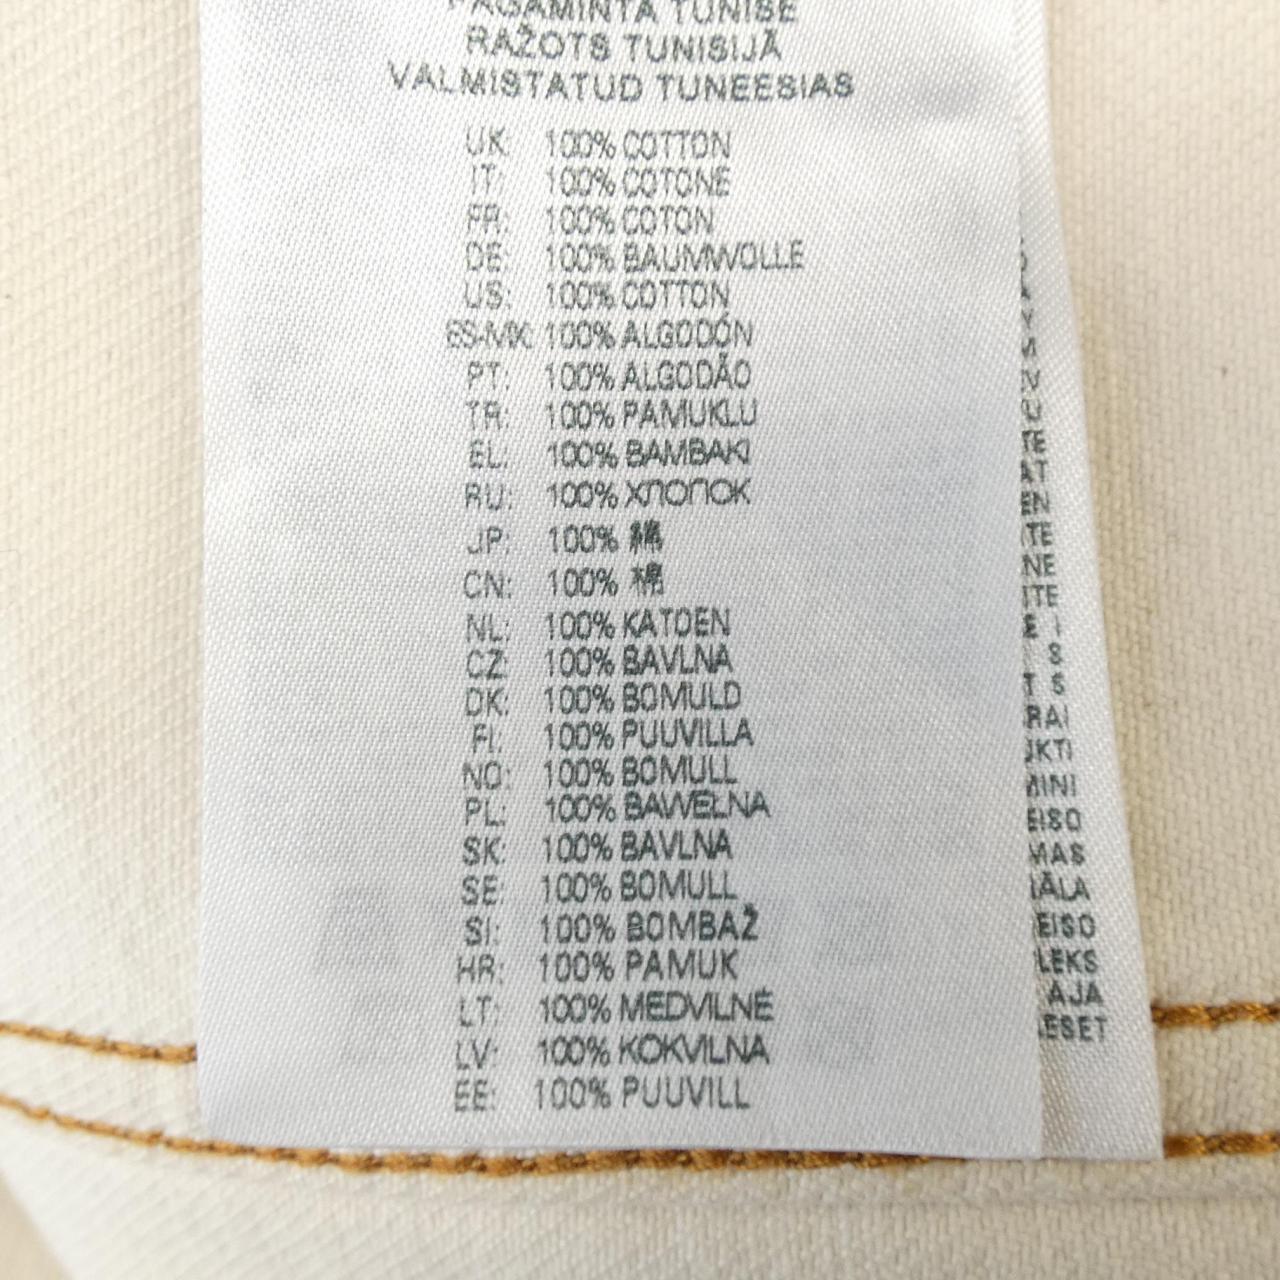 PAGAMINTA TUNISE
RAŽOTS TUNISIJĀ
VALMISTATUD TUNEESIAS
UK: 100% COTTON
IT: 100% COTONE
FR: 100% COTON
DE: 100% BAUMWOLLE
US: 100% COTTON
ES-MX: 100% ALGODÓN
PT: 100% ALGODÃO
TR: 100% PAMUKLU
EL: 100% BAMBAKI
RU: 100% ХЛОПОК
JP: 100% 綿
CN: 100% 棉
NL: 100% KATOEN
CZ: 100% BAVLNA
DK: 100% BOMULD
FI: 100% PUUVILLA
NO: 100% BOMULL
PL: 100% BAWEŁNA
SK: 100% BAVLNA
SE: 100% BOMULL
SI: 100% BOMBAŽ
HR: 100% PAMUK
LT: 100% MEDVILNĖ
LV: 100% KOKVILNA
EE: 100% PUUVILL